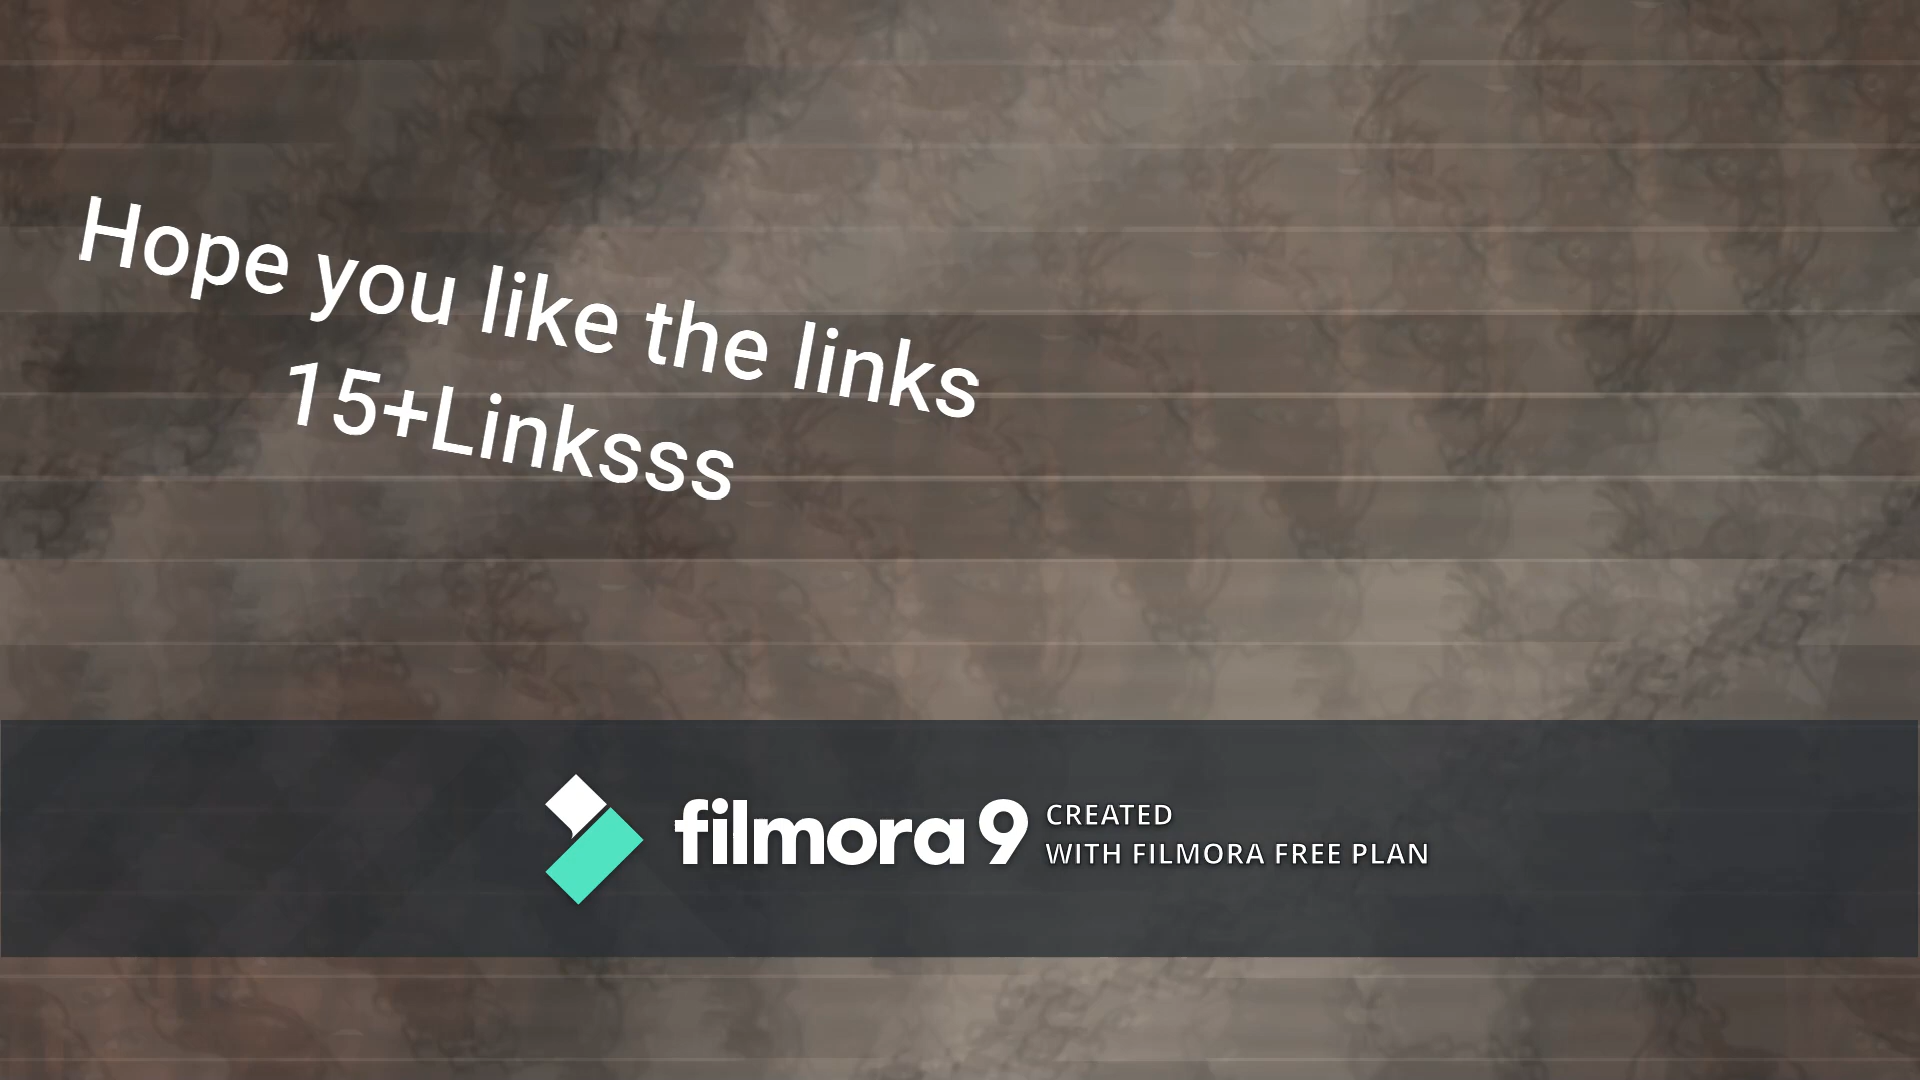 Hope you like the links
15+Linksss
filmora 9
CREATED
WITH FILMORA FREE PLAN